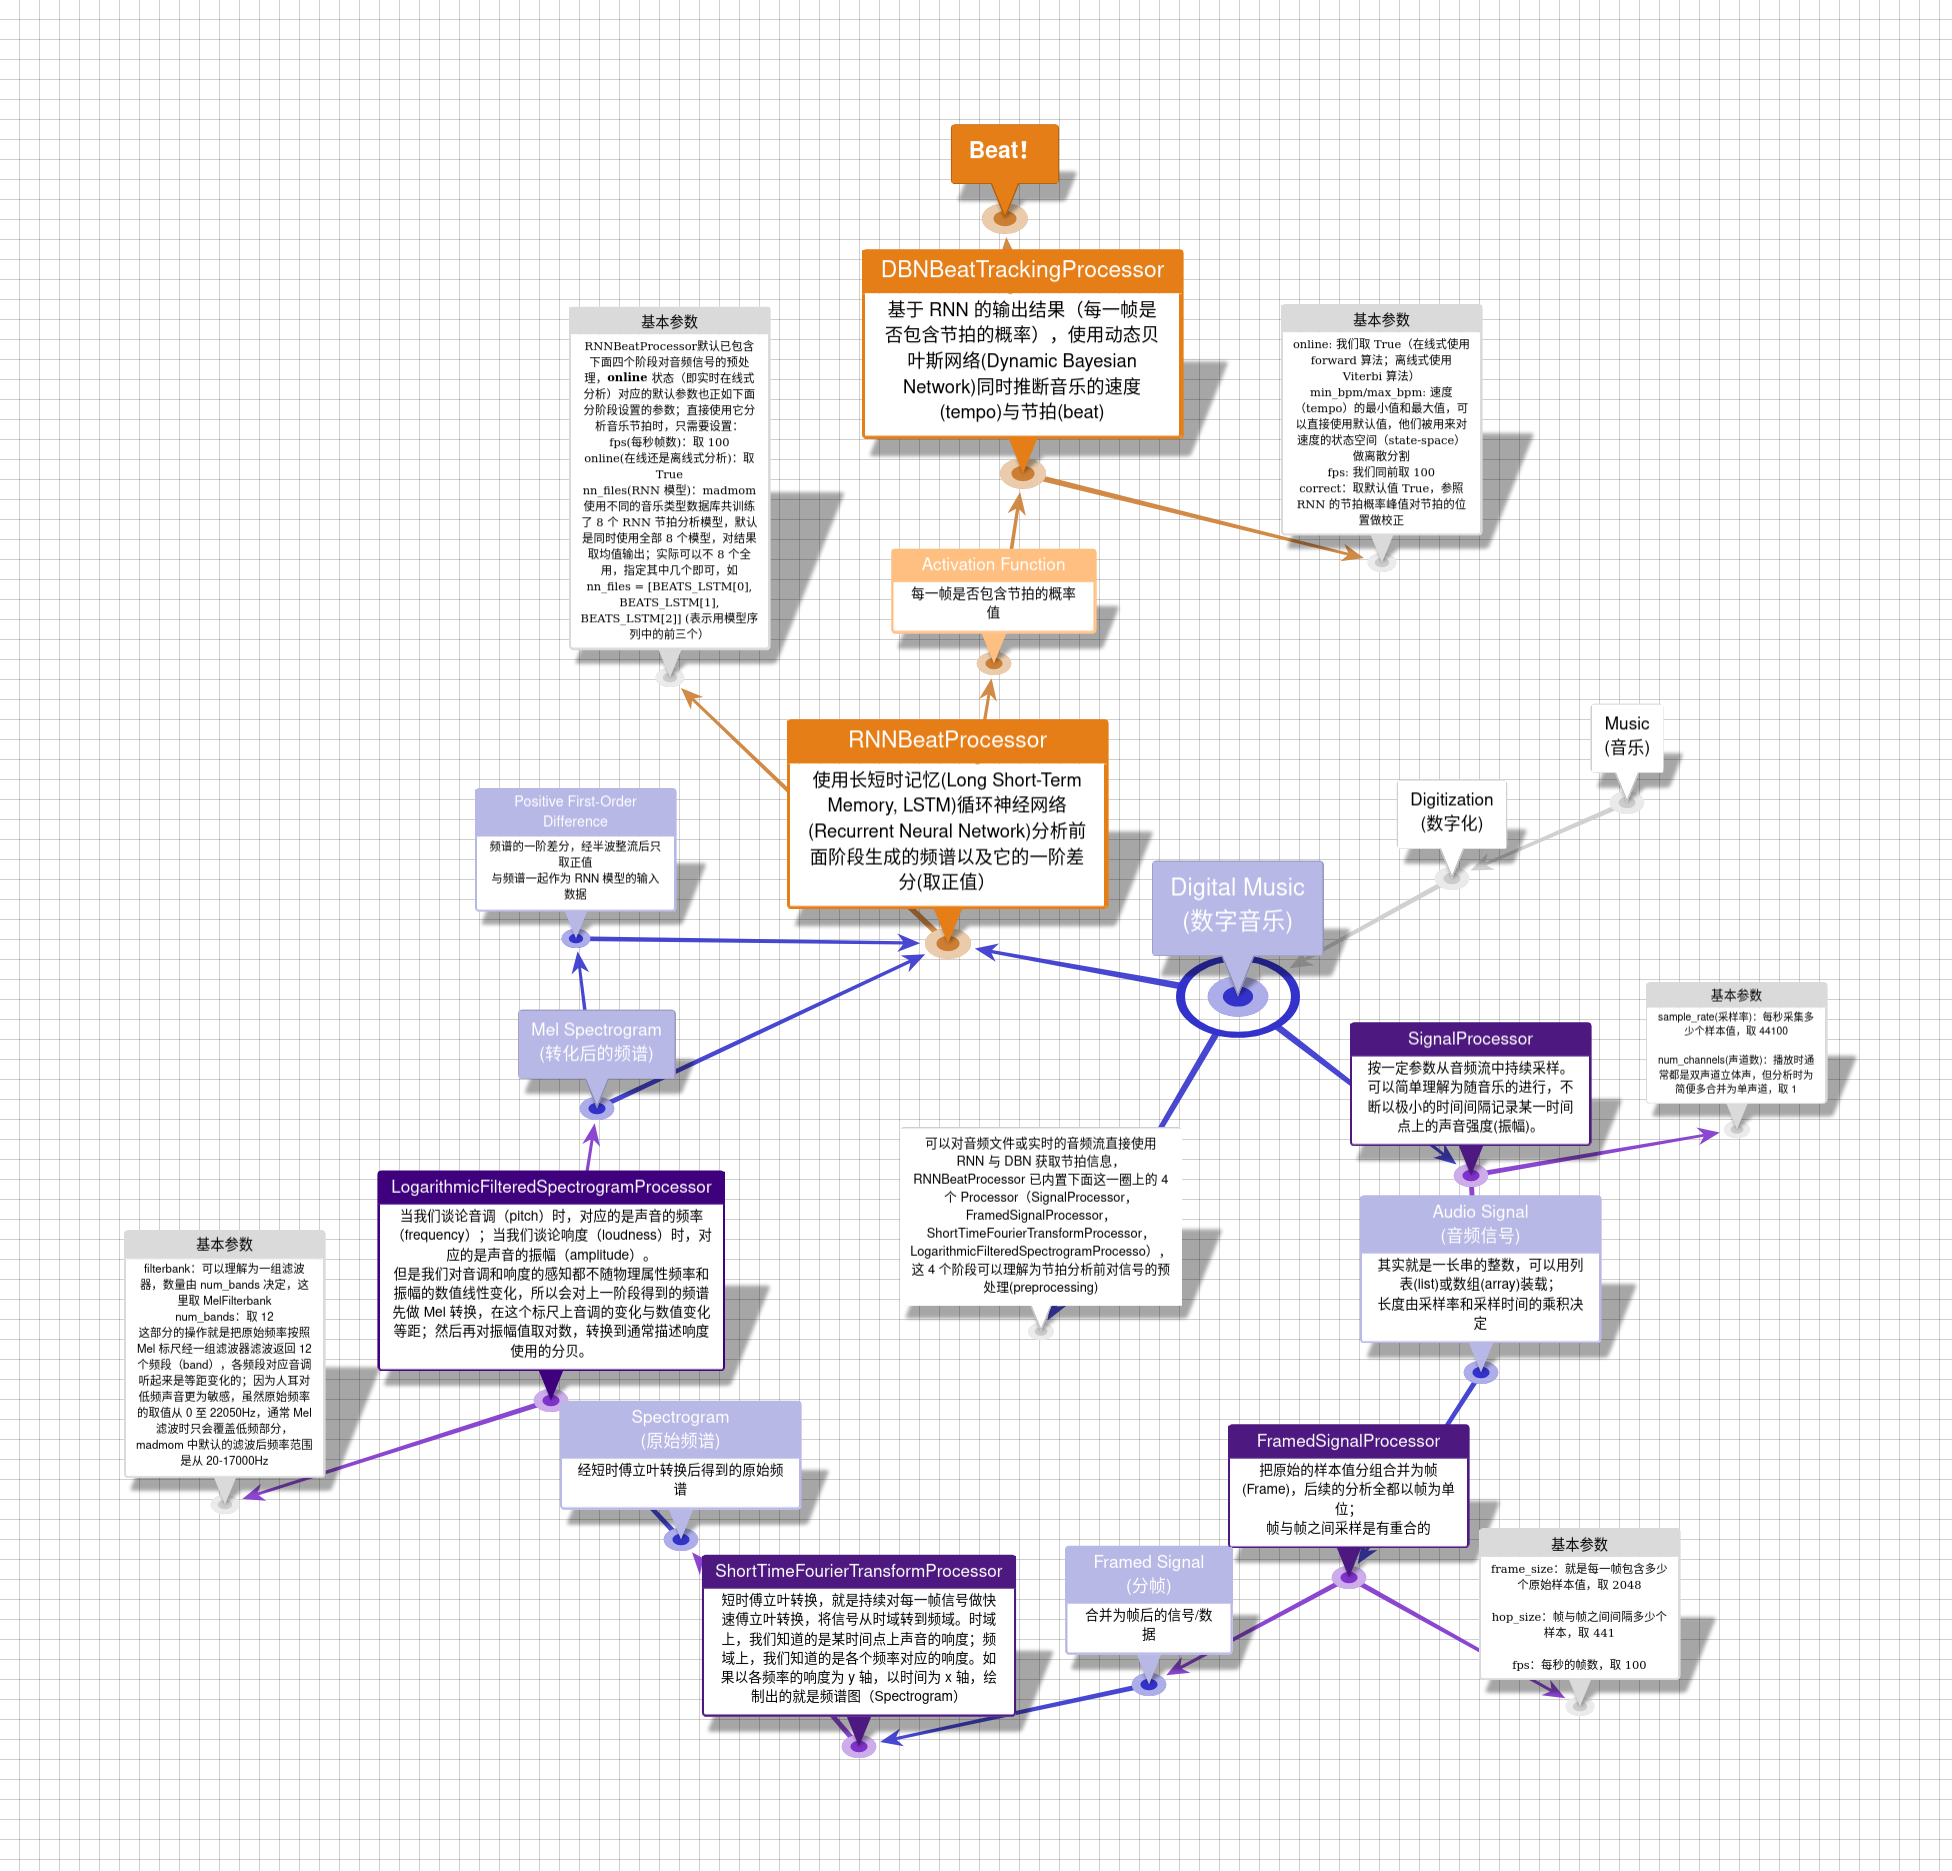 Beat！
DBNBeatTrackingProcessor
基于 RNN 的输出结果（每一帧是
否包含节拍的概率），使用动态贝
叶斯网络(Dynamic Bayesian
Network)同时推断音乐的速度
(tempo)与节拍(beat)
基本参数
RNNBeatProcessor默认已包含
下面四个阶段对音频信号的预处
理，online 状态（即实时在线式
分析）对应的默认参数也正如下面
分阶段设置的参数；直接使用它分
析音乐节拍时，只需要设置：
fps(每秒帧数)：取 100
online(在线还是离线式分析)：取
True
nn_files(RNN 模型)：madmom
使用不同的音乐类型数据库共训练
了 8 个 RNN 节拍分析模型，默认
是同时使用全部 8 个模型，对结果
取均值输出；实际可以不 8 个全
用，指定其中几个即可，如
nn_files = [BEATS_LSTM[0],
BEATS_LSTM[1],
BEATS_LSTM[2]] (表示用模型序
列中的前三个）
基本参数
online: 我们取 True（在线式使用
forward 算法；离线式使用
Viterbi 算法）
min_bpm/max_bpm: 速度
（tempo）的最小值和最大值，可
以直接使用默认值，他们被用来对
速度的状态空间（state-space）
做离散分割
fps: 我们同前取 100
correct：取默认值 True，参照
RNN 的节拍概率峰值对节拍的位
置做校正
Activation Function
每一帧是否包含节拍的概率
值
RNNBeatProcessor
使用长短时记忆(Long Short-Term
Memory, LSTM)循环神经网络
(Recurrent Neural Network)分析前
面阶段生成的频谱以及它的一阶差
分(取正值）
Music
(音乐)
Digitization
(数字化)
Positive First-Order
Difference
频谱的一阶差分，经半波整流后只
取正值
与频谱一起作为 RNN 模型的输入
数据
Digital Music
(数字音乐)
Mel Spectrogram
(转化后的频谱)
SignalProcessor
按一定参数从音频流中持续采样。
可以简单理解为随音乐的进行，不
断以极小的时间间隔记录某一时间
点上的声音强度(振幅)。
基本参数
sample_rate(采样率)：每秒采集多
少个样本值，取 44100
num_channels(声道数)：播放时通
常都是双声道立体声，但分析时为
简便多合并为单声道，取 1
可以对音频文件或实时的音频流直接使用
RNN 与 DBN 获取节拍信息，
RNNBeatProcessor 已内置下面这一圈上的 4
个 Processor（SignalProcessor，
FramedSignalProcessor，
ShortTimeFourierTransformProcessor，
LogarithmicFilteredSpectrogramProcesso），
这 4 个阶段可以理解为节拍分析前对信号的预
处理(preprocessing)
LogarithmicFilteredSpectrogramProcessor
当我们谈论音调（pitch）时，对应的是声音的频率
（frequency）；当我们谈论响度（loudness）时，对
应的是声音的振幅（amplitude）。
但是我们对音调和响度的感知都不随物理属性频率和
振幅的数值线性变化，所以会对上一阶段得到的频谱
先做 Mel 转换，在这个标尺上音调的变化与数值变化
等距；然后再对振幅值取对数，转换到通常描述响度
使用的分贝。
Audio Signal
(音频信号)
其实就是一长串的整数，可以用列
表(list)或数组(array)装载；
长度由采样率和采样时间的乘积决
定
基本参数
filterbank：可以理解为一组滤波
器，数量由 num_bands 决定，这
里取 MelFilterbank
num_bands：取 12
这部分的操作就是把原始频率按照
Mel 标尺经一组滤波器滤波返回 12
个频段（band），各频段对应音调
听起来是等距变化的；因为人耳对
低频声音更为敏感，虽然原始频率
的取值从 0 至 22050Hz，通常 Mel
滤波时只会覆盖低频部分，
madmom 中默认的滤波后频率范围
是从 20-17000Hz
Spectrogram
(原始频谱)
经短时傅立叶转换后得到的原始频
谱
FramedSignalProcessor
把原始的样本值分组合并为帧
(Frame)，后续的分析全都以帧为单
位；
帧与帧之间采样是有重合的
基本参数
frame_size：就是每一帧包含多少
个原始样本值，取 2048
hop_size：帧与帧之间间隔多少个
样本，取 441
fps：每秒的帧数，取 100
Framed Signal
(分帧)
合并为帧后的信号/数
据
ShortTimeFourierTransformProcessor
短时傅立叶转换，就是持续对每一帧信号做快
速傅立叶转换，将信号从时域转到频域。时域
上，我们知道的是某时间点上声音的响度；频
域上，我们知道的是各个频率对应的响度。如
果以各频率的响度为 y 轴，以时间为 x 轴，绘
制出的就是频谱图（Spectrogram）